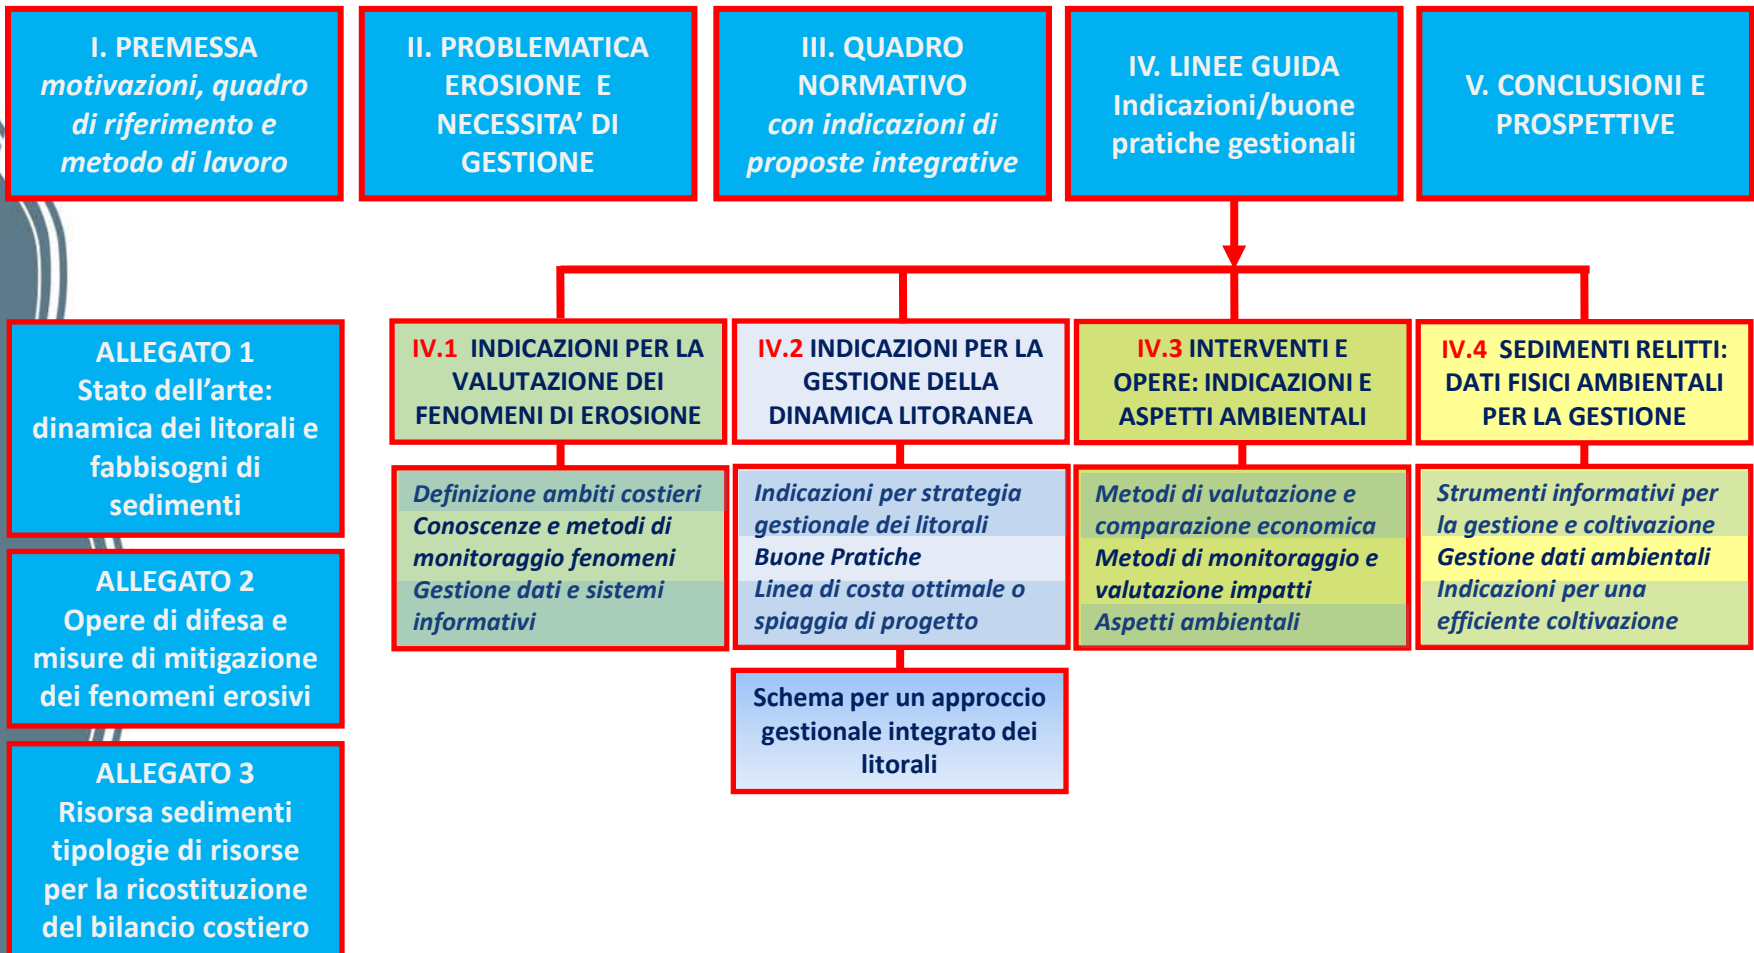 I. PREMESSA
motivazioni, quadro
di riferimento e
metodo di lavoro
II. PROBLEMATICA
EROSIONE E
NECESSITA' DI
GESTIONE
III. QUADRO
NORMATIVO
con indicazioni di
proposte integrative
IV. LINEE GUIDA
Indicazioni/buone
pratiche gestionali
V. CONCLUSIONI E
PROSPETTIVE
ALLEGATO 1
Stato dell'arte:
dinamica dei litorali e
fabbisogni di
sedimenti
ALLEGATO 2
Opere di difesa e
misure di mitigazione
dei fenomeni erosivi
ALLEGATO 3
Risorsa sedimenti
tipologie di risorse
per la ricostituzione
del bilancio costiero
IV.1 INDICAZIONI PER LA
VALUTAZIONE DEI
FENOMENI DI EROSIONE
Definizione ambiti costieri
Conoscenze e metodi di
monitoraggio fenomeni
Gestione dati e sistemi
informativi
IV.2 INDICAZIONI PER LA
GESTIONE DELLA
DINAMICA LITORANEA
Indicazioni per strategia
gestionale dei litorali
Buone Pratiche
Linea di costa ottimale o
spiaggia di progetto
Schema per un approccio
gestionale integrato dei
litorali
IV.3 INTERVENTI E
OPERE: INDICAZIONI E
ASPETTI AMBIENTALI
Metodi di valutazione e
comparazione economica
Metodi di monitoraggio e
valutazione impatti
Aspetti ambientali
IV.4 SEDIMENTI RELITTI:
DATI FISICI AMBIENTALI
PER LA GESTIONE
Strumenti informativi per
la gestione e coltivazione
Gestione dati ambientali
Indicazioni per una
efficiente coltivazione